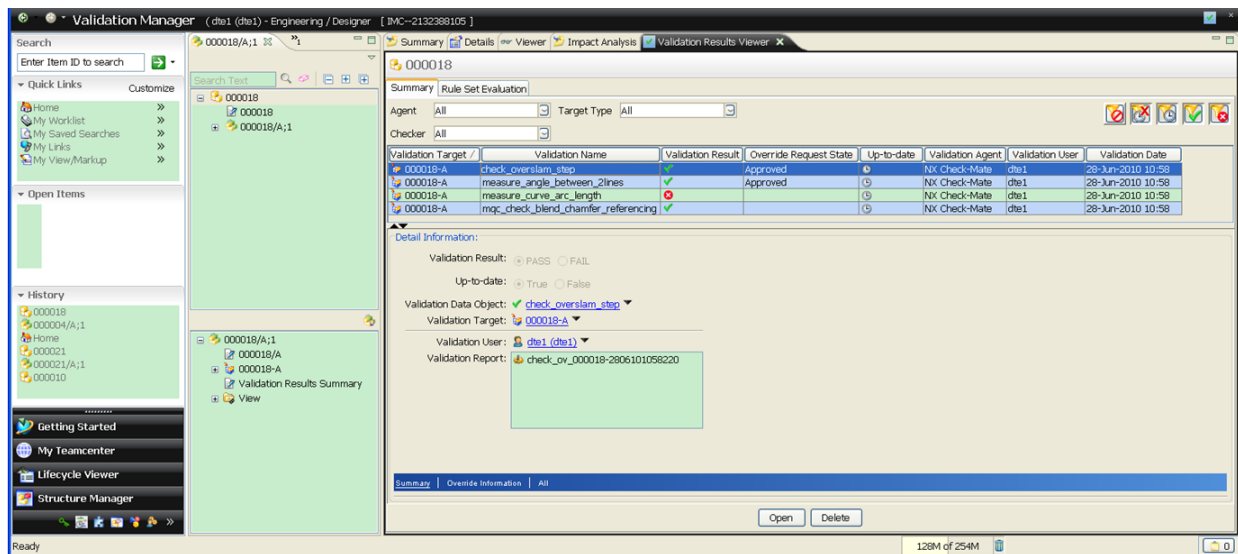 Validation Manager ( dte1 (dte1) - Engineering / Designer [ IMC--2132388105 ]
Search
Enter Item ID to search
Quick Links
Customize
Home
My Worklist
My Saved Searches
My Links
My View/Markup
Open Items
History
000018
000004/A;1
Home
000021
000021/A;1
000010
Getting Started
My Teamcenter
Lifecycle Viewer
Structure Manager
000018/A;1
»1
Search Text
000018
000018
000018/A;1
000018/A;1
000018/A
000018-A
Validation Results Summary
View
Summary Details Viewer Impact Analysis Validation Results Viewer
000018
Summary Rule Set Evaluation
Agent All Target Type All
Checker All
Validation Target / Validation Name Validation Result Override Request State Up-to-date Validation Agent Validation User Validation Date
000018-A check_overslam_step Approved NX Check-Mate dte1 28-Jun-2010 10:58
000018-A measure_angle_between_2lines Approved NX Check-Mate dte1 28-Jun-2010 10:58
000018-A measure_curve_arc_length NX Check-Mate dte1 28-Jun-2010 10:58
000018-A mqc_check_blend_chamfer_referencing NX Check-Mate dte1 28-Jun-2010 10:58
Detail Information:
Validation Result: PASS FAIL
Up-to-date: True False
Validation Data Object: check_overslam_step
Validation Target: 000018-A
Validation User: dte1 (dte1)
Validation Report: check_ov_000018-2806101058220
Summary | Override Information | All
Open Delete
Ready
128M of 254M
0